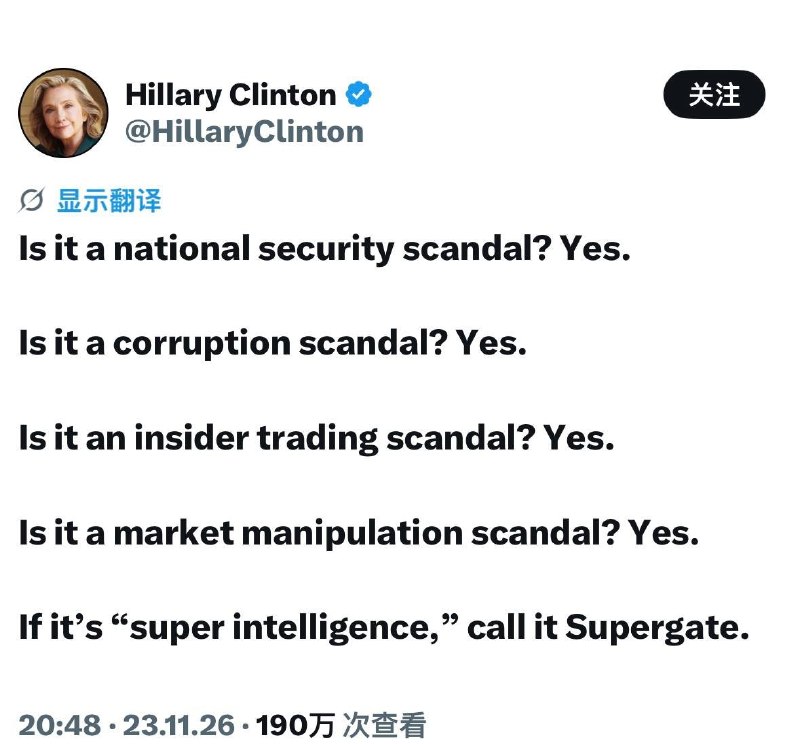 Hillary Clinton
关注
@HillaryClinton
显示翻译
Is it a national security scandal? Yes.
Is it a corruption scandal? Yes.
Is it an insider trading scandal? Yes.
Is it a market manipulation scandal? Yes.
If it’s “super intelligence,” call it Supergate.
20:48 · 23.11.26 · 190万 次查看